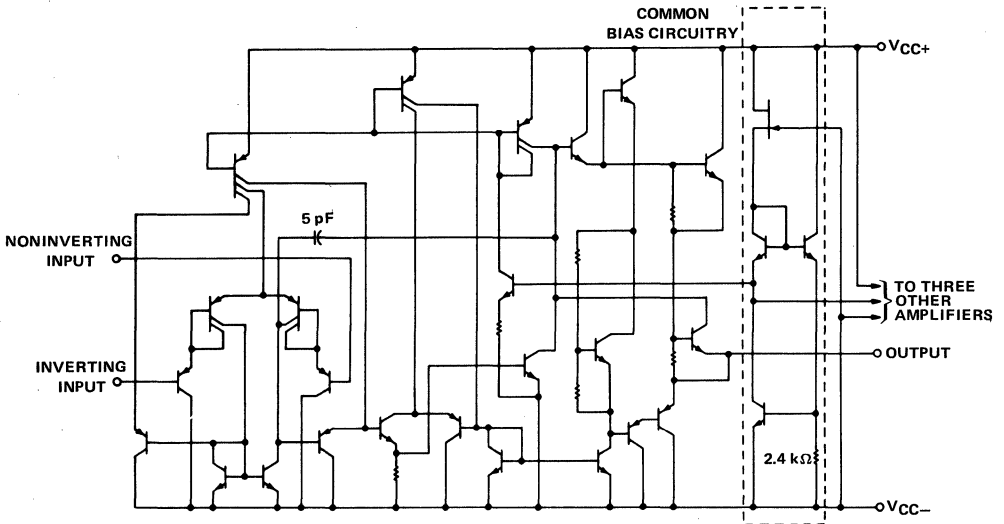 COMMON
BIAS CIRCUITRY
VCC+
5 pF
NONINVERTING
INPUT
TO THREE
OTHER
AMPLIFIERS
INVERTING
INPUT
OUTPUT
2.4 kΩ
VCC−